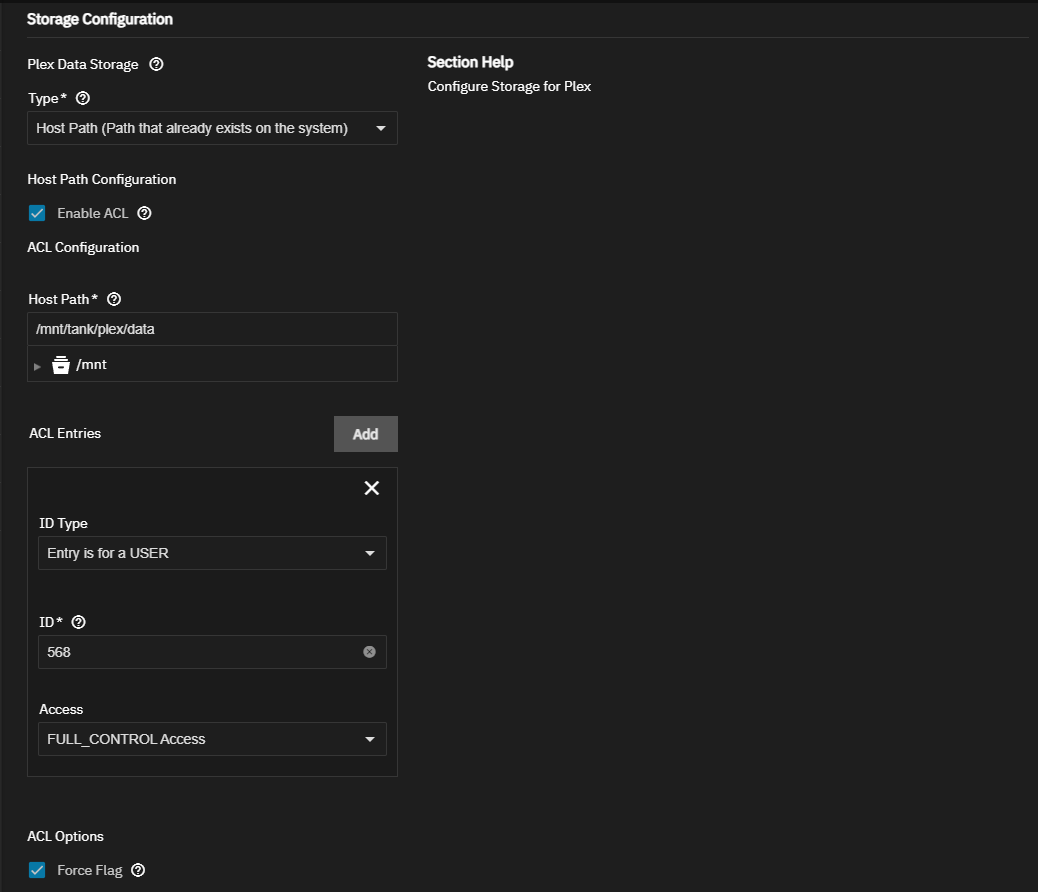 Storage Configuration
Plex Data Storage
Type*
Host Path (Path that already exists on the system)
Host Path Configuration
Enable ACL
ACL Configuration
Host Path*
/mnt/tank/plex/data
/mnt
ACL Entries
Add
ID Type
Entry is for a USER
ID*
568
Access
FULL_CONTROL Access
ACL Options
Force Flag
Section Help
Configure Storage for Plex